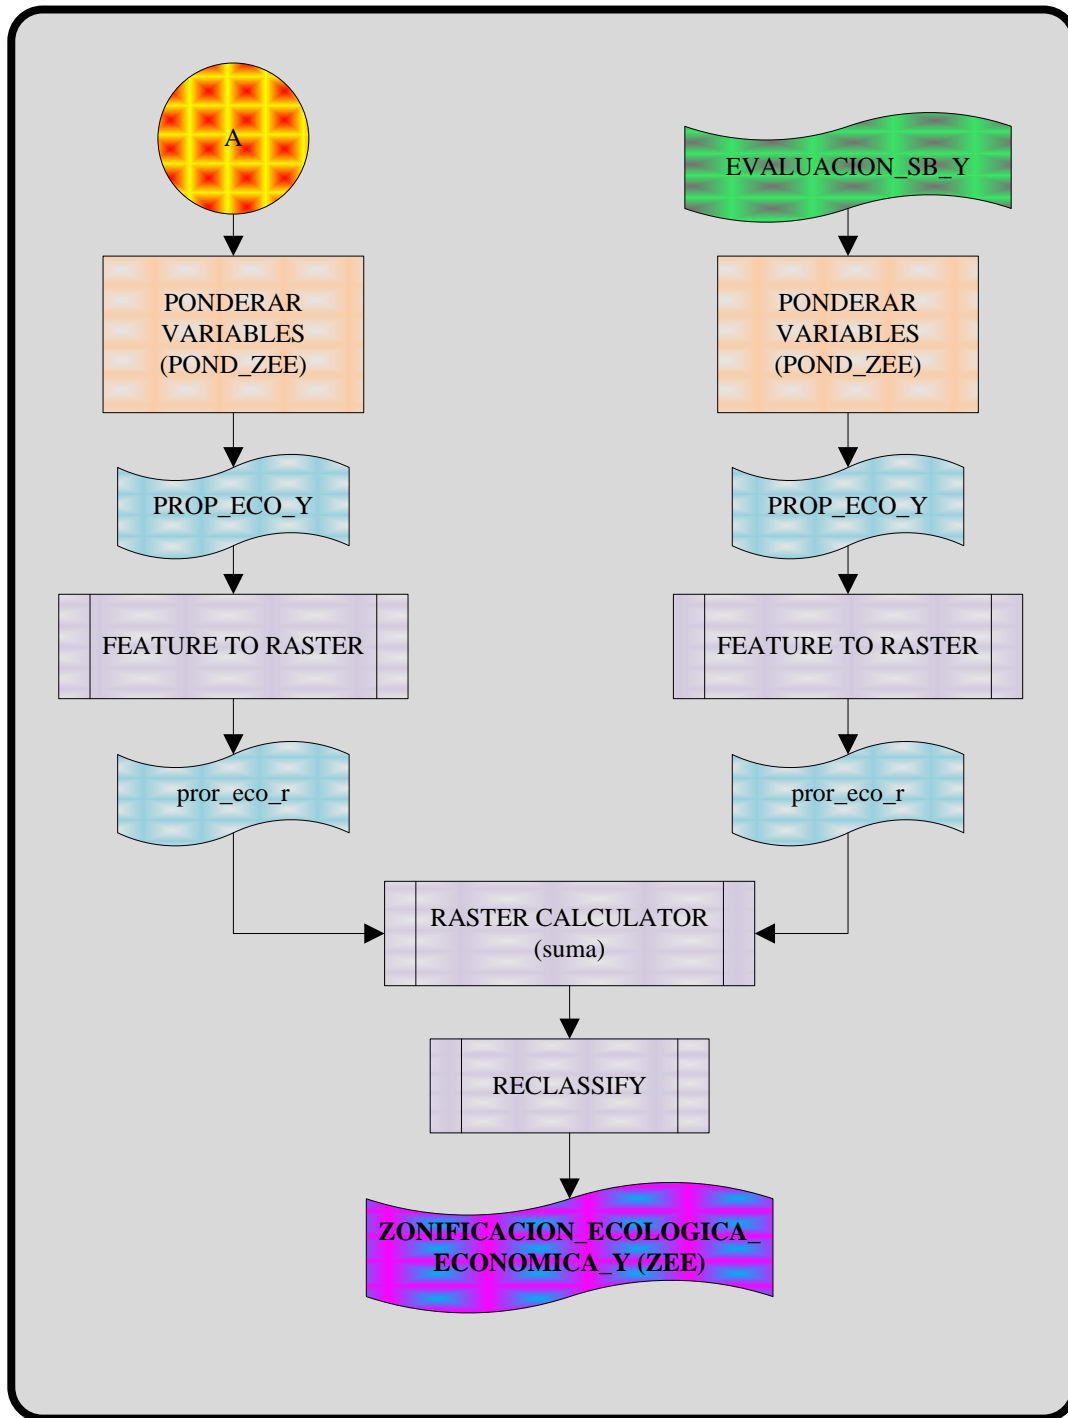 A
EVALUACION_SB_Y
PONDERAR
VARIABLES
(POND_ZEE)
PONDERAR
VARIABLES
(POND_ZEE)
PROP_ECO_Y
PROP_ECO_Y
FEATURE TO RASTER
FEATURE TO RASTER
pror_eco_r
pror_eco_r
RASTER CALCULATOR
(suma)
RECLASSIFY
ZONIFICACION_ECOLOGICA_
ECONOMICA_Y (ZEE)